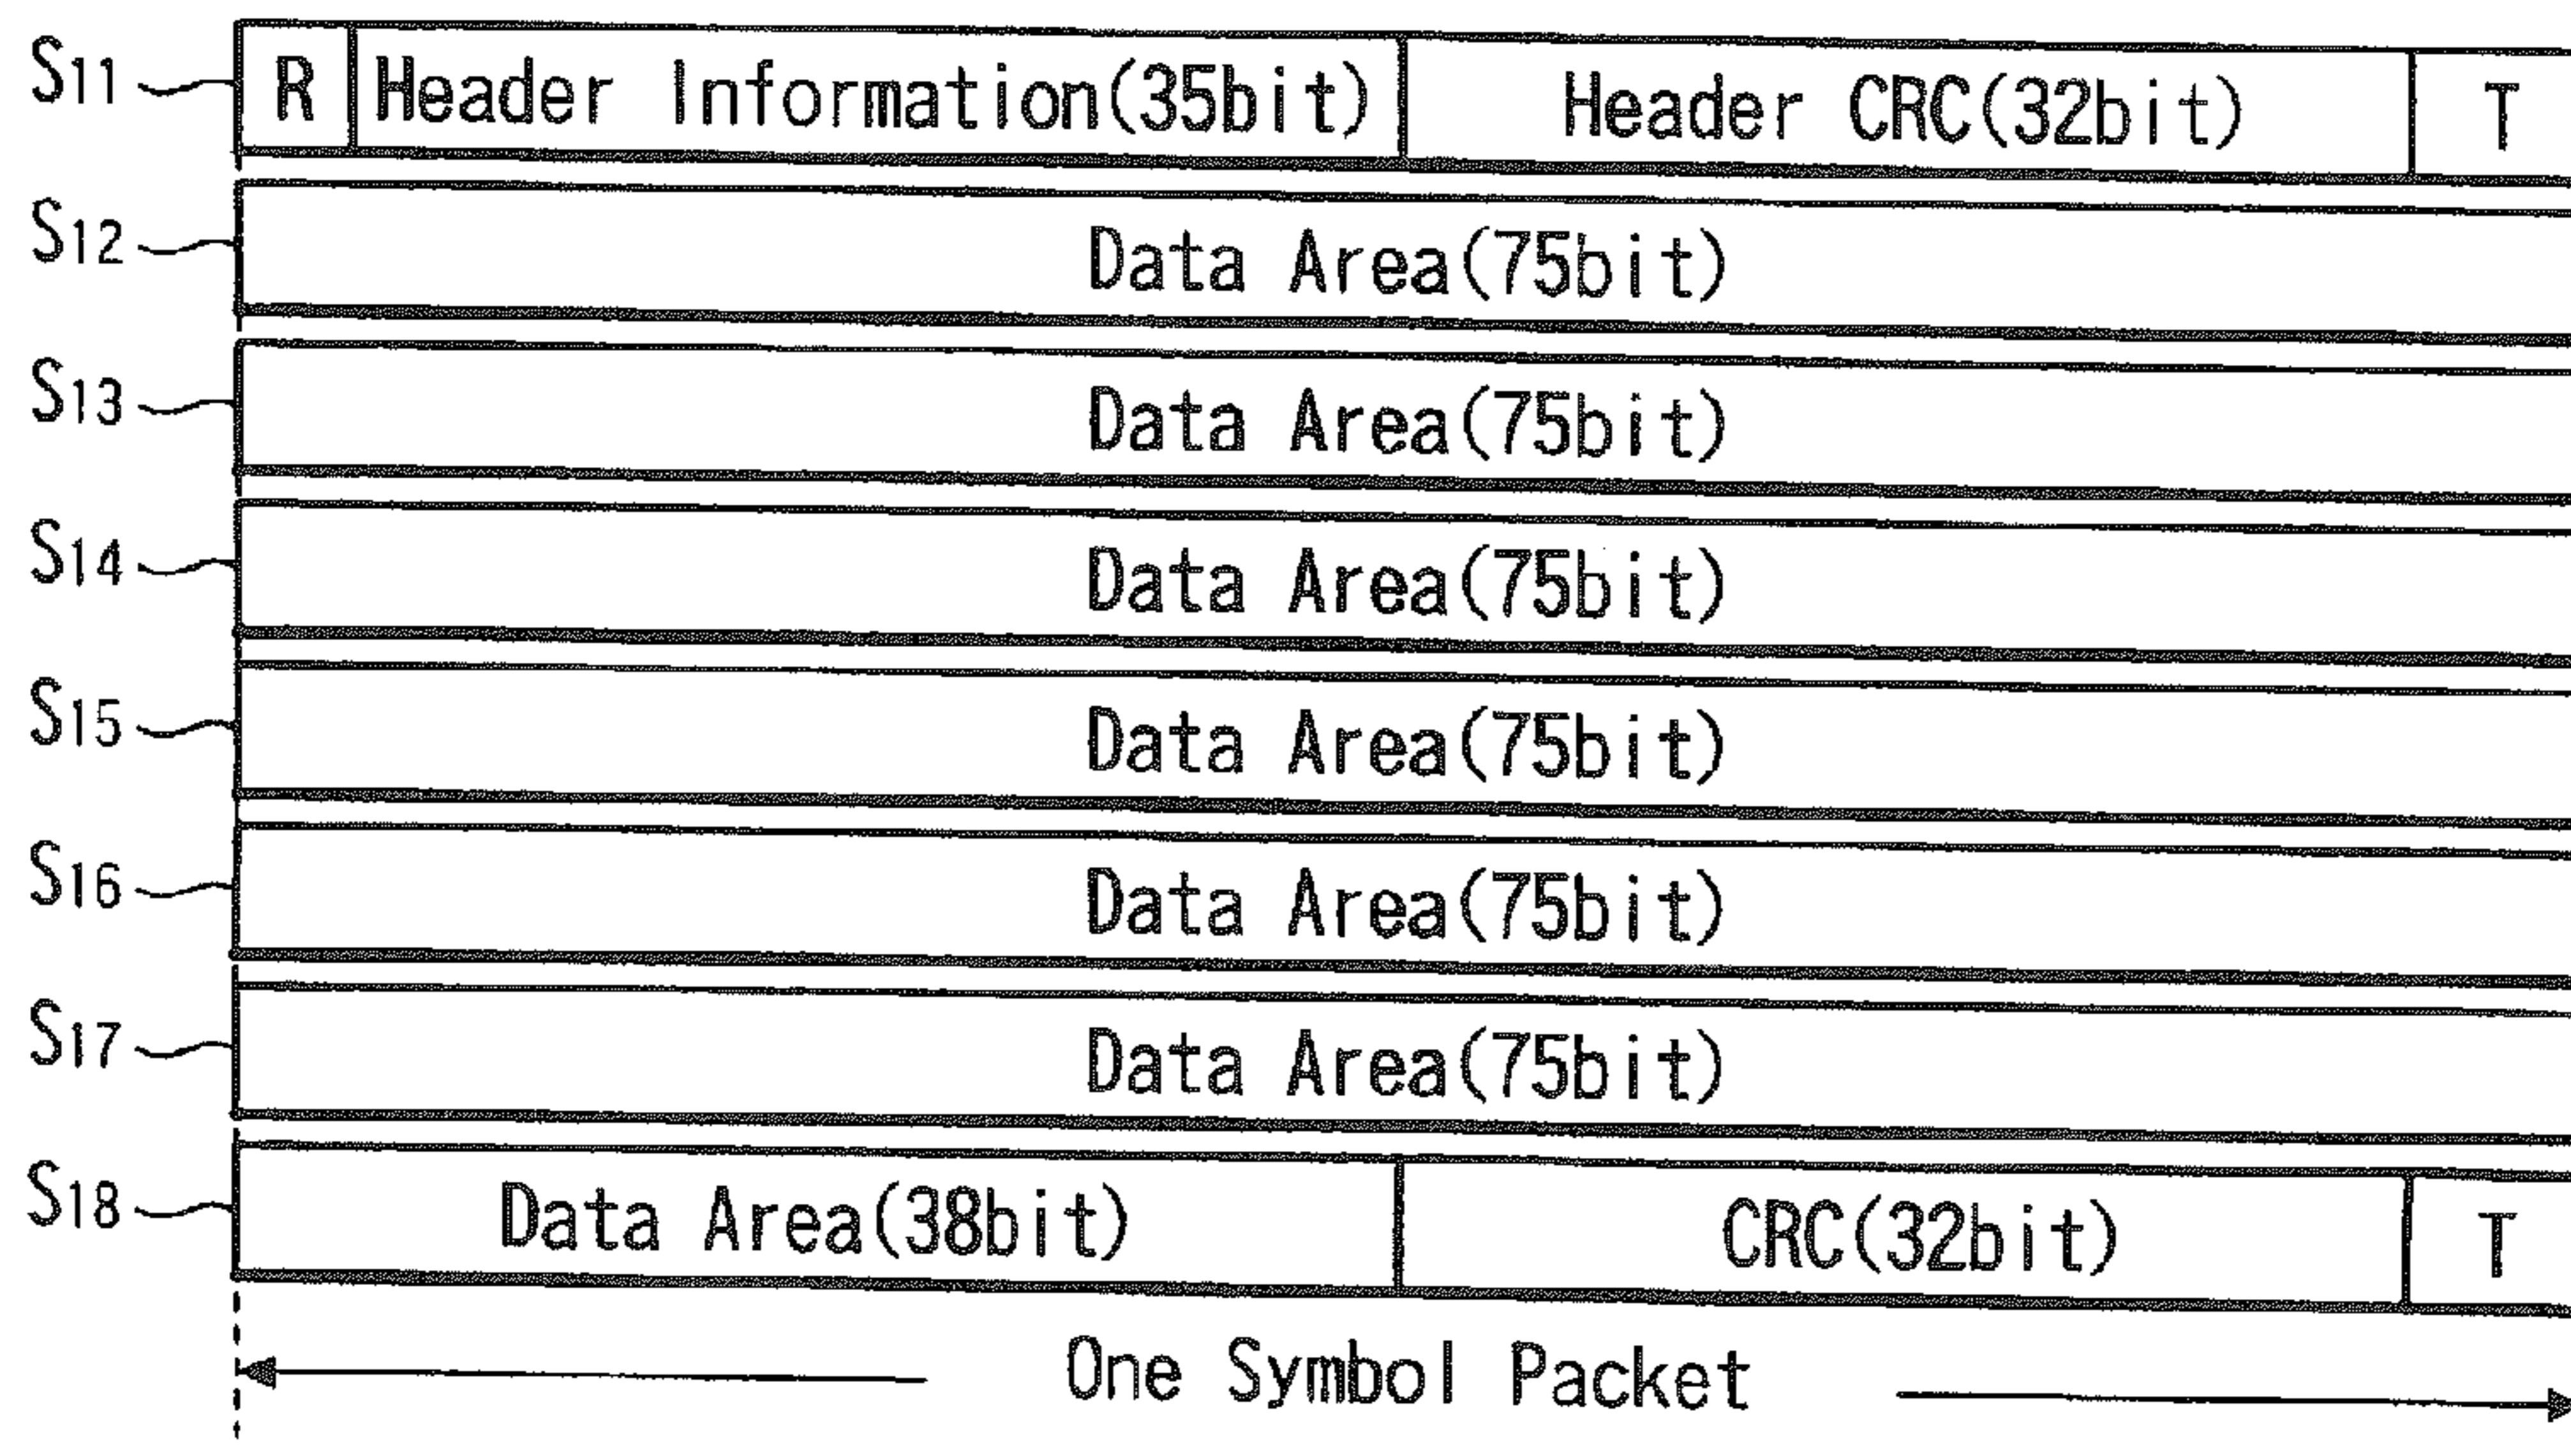 S11 R Header Information(35bit) Header CRC(32bit) T
S12 Data Area(75bit)
S13 Data Area(75bit)
S14 Data Area(75bit)
S15 Data Area(75bit)
S16 Data Area(75bit)
S17 Data Area(75bit)
S18 Data Area(38bit) CRC(32bit) T
One Symbol Packet